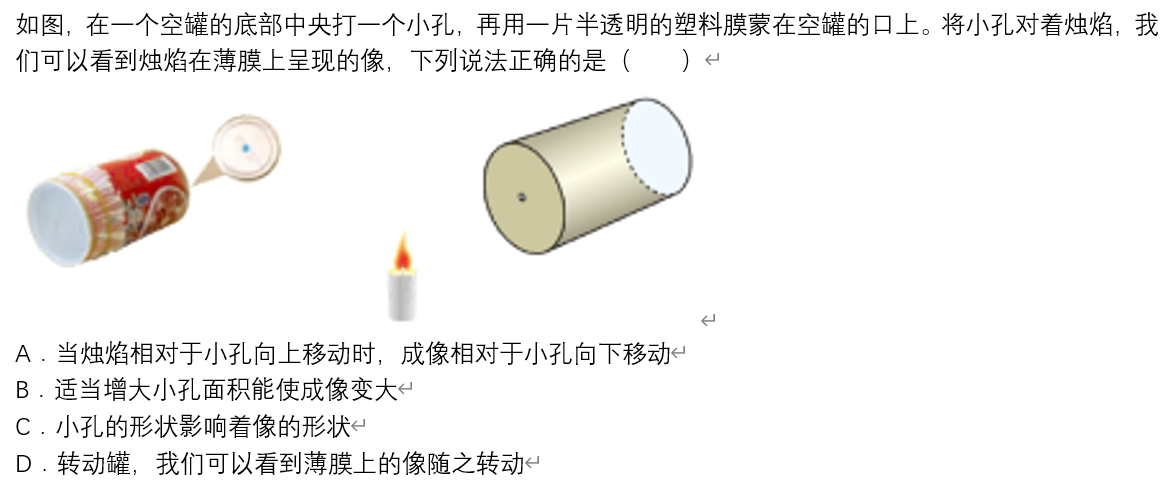 如图，在一个空罐的底部中央打一个小孔，再用一片半透明的塑料膜蒙在空罐的口上。将小孔对着烛焰，我
们可以看到烛焰在薄膜上呈现的像，下列说法正确的是（　　）↵
↵
A．当烛焰相对于小孔向上移动时，成像相对于小孔向下移动↵
B．适当增大小孔面积能使成像变大↵
C．小孔的形状影响着像的形状↵
D．转动罐，我们可以看到薄膜上的像随之转动↵